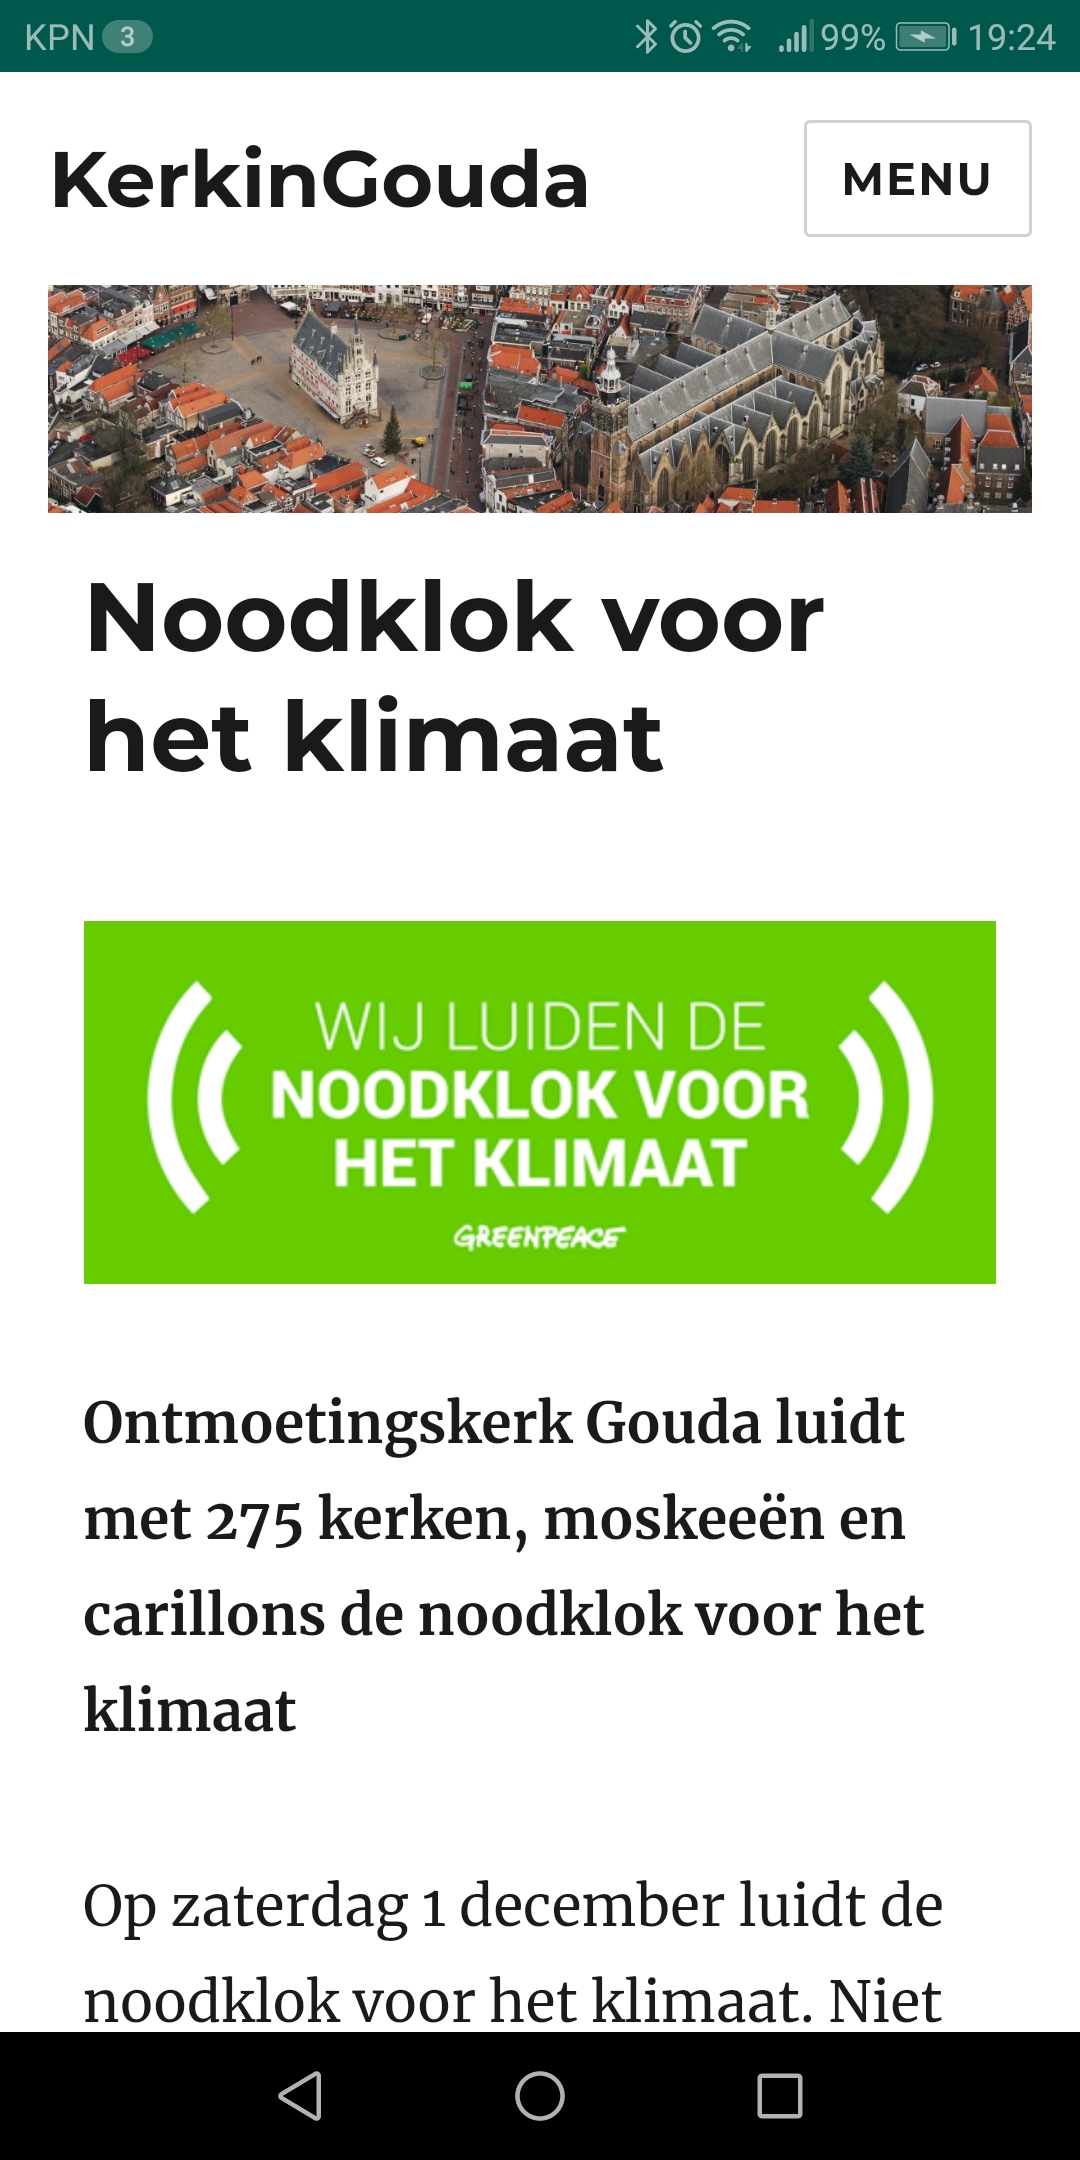 KPN 3 99% 19:24
KerkinGouda
MENU
Noodklok voor
het klimaat
WIJ LUIDEN DE
NOODKLOK VOOR
HET KLIMAAT
GREENPEACE
Ontmoetingskerk Gouda luidt
met 275 kerken, moskeeën en
carillons de noodklok voor het
klimaat
Op zaterdag 1 december luidt de
noodklok voor het klimaat. Niet